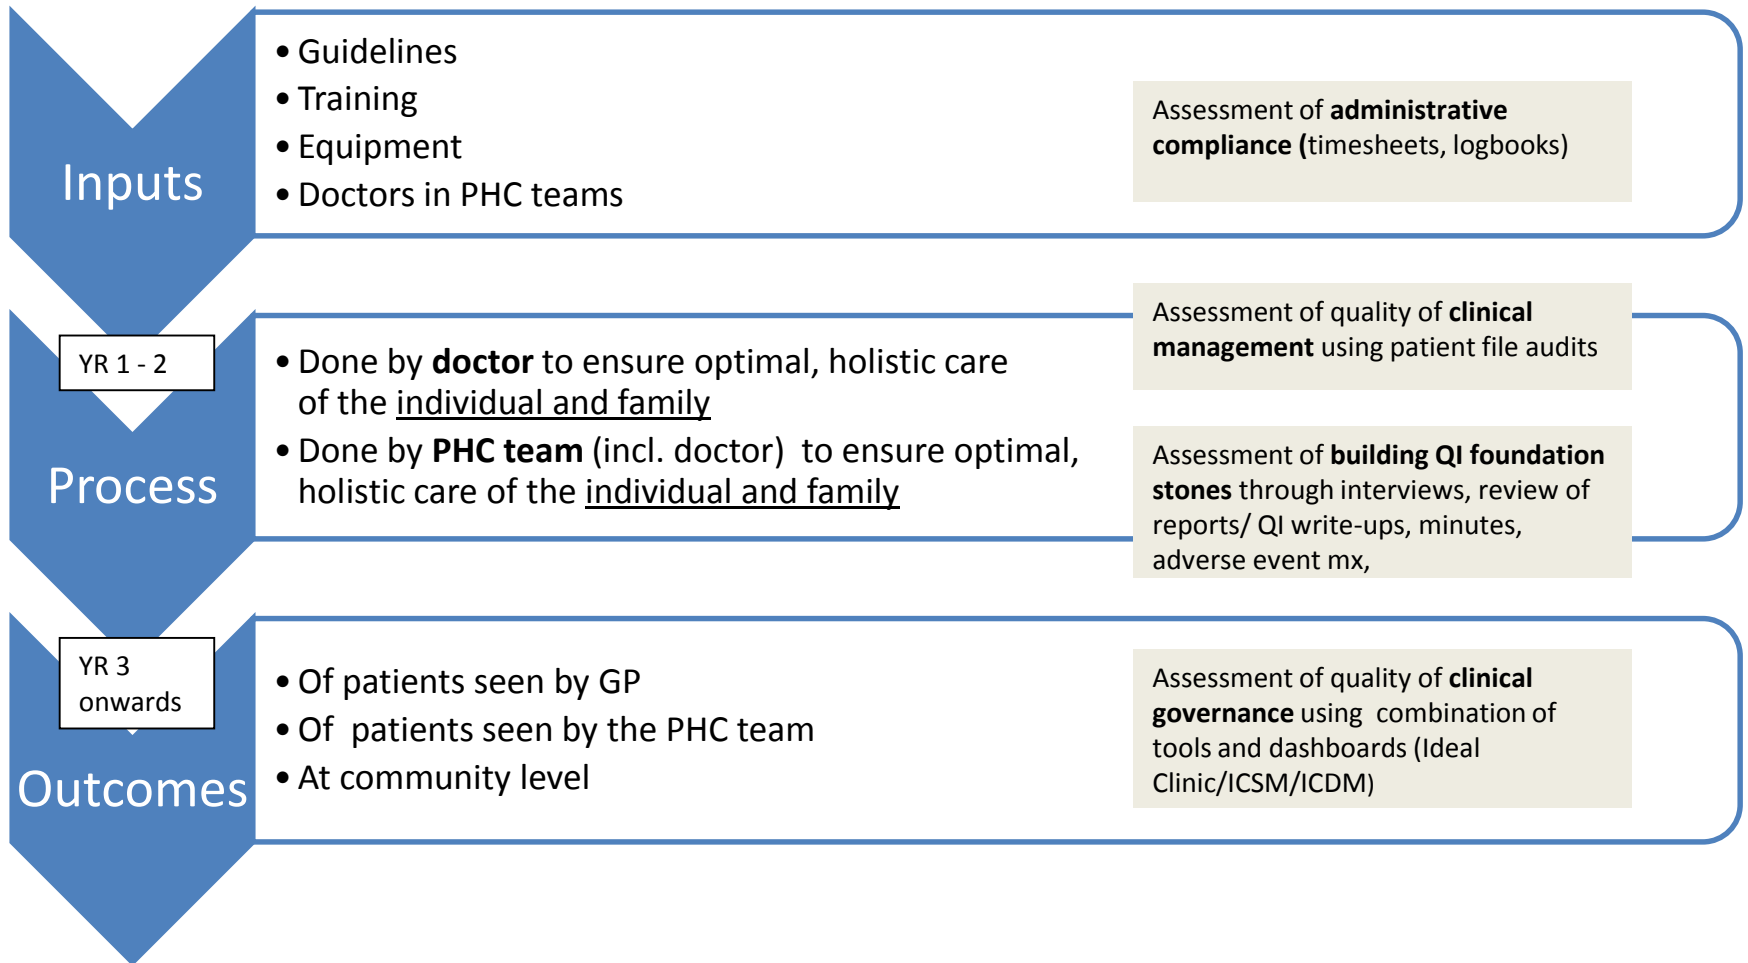 Inputs
• Guidelines
• Training
• Equipment
• Doctors in PHC teams
Assessment of administrative
compliance (timesheets, logbooks)
YR 1 - 2
Process
• Done by doctor to ensure optimal, holistic care
of the individual and family
• Done by PHC team (incl. doctor)  to ensure optimal,
holistic care of the individual and family
Assessment of quality of clinical
management using patient file audits
Assessment of building QI foundation
stones through interviews, review of
reports/ QI write-ups, minutes,
adverse event mx,
YR 3
onwards
Outcomes
• Of patients seen by GP
• Of  patients seen by the PHC team
• At community level
Assessment of quality of clinical
governance using  combination of
tools and dashboards (Ideal
Clinic/ICSM/ICDM)